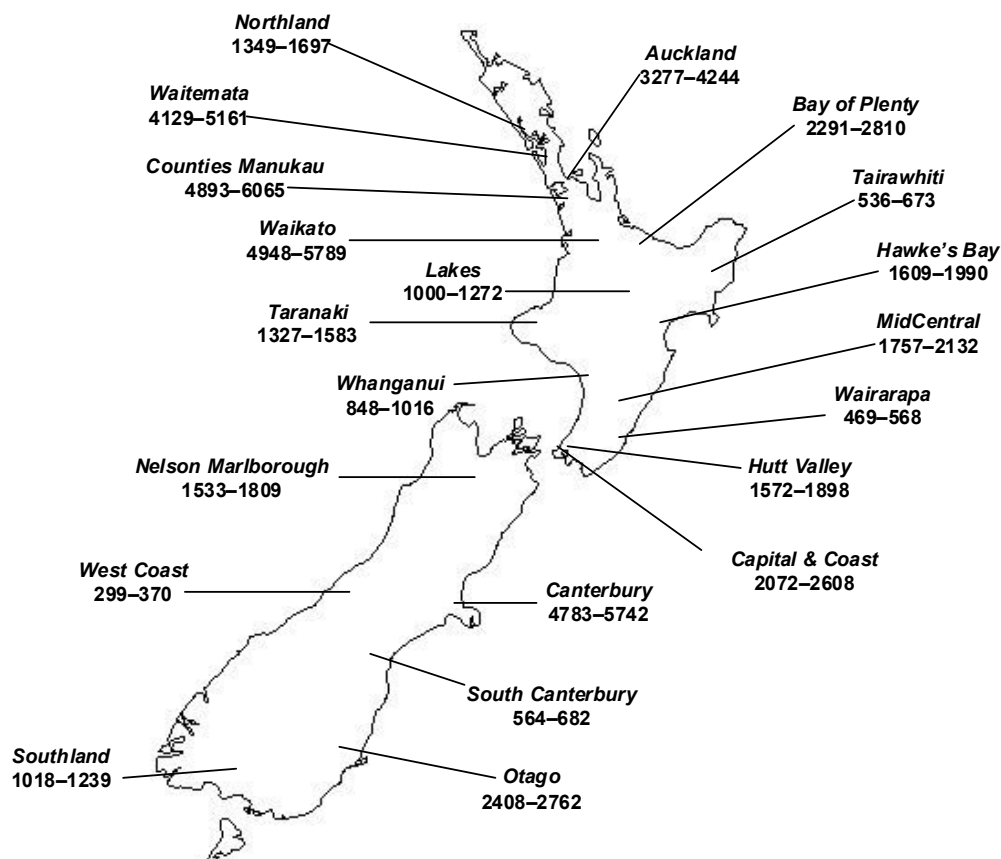 Northland
1349–1697
Auckland
3277–4244
Waitemata
4129–5161
Bay of Plenty
2291–2810
Counties Manukau
4893–6065
Tairawhiti
536–673
Waikato
4948–5789
Hawke's Bay
1609–1990
Lakes
1000–1272
Taranaki
1327–1583
MidCentral
1757–2132
Whanganui
848–1016
Wairarapa
469–568
Nelson Marlborough
1533–1809
Hutt Valley
1572–1898
Capital & Coast
2072–2608
West Coast
299–370
Canterbury
4783–5742
South Canterbury
564–682
Southland
1018–1239
Otago
2408–2762